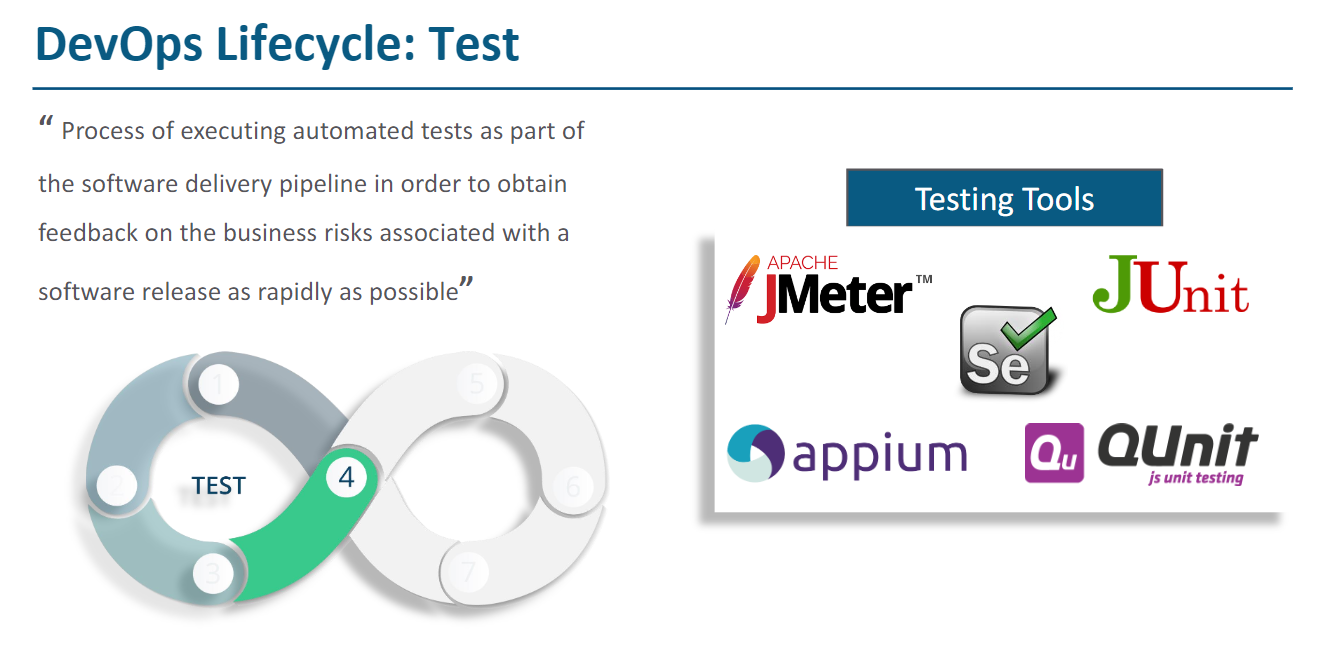 DevOps Lifecycle: Test
“ Process of executing automated tests as part of
the software delivery pipeline in order to obtain
feedback on the business risks associated with a
software release as rapidly as possible”
Testing Tools
APACHE
JMeter™
JUnit
Se
appium
Qu
QUnit
js unit testing
1
5
2
TEST
4
6
3
7